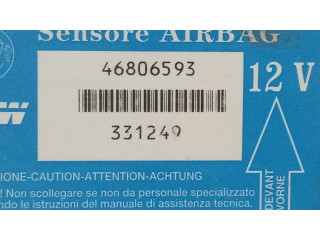 Sensore AIRBAG
46806593
12 V
331249
W
IONE-CAUTION-ATTENTION-ACHTUNG
! Non scollegare se non da personale specializzato
ndo le istruzioni del manuale di assistenza tecnica.
DEVANT
VORNE